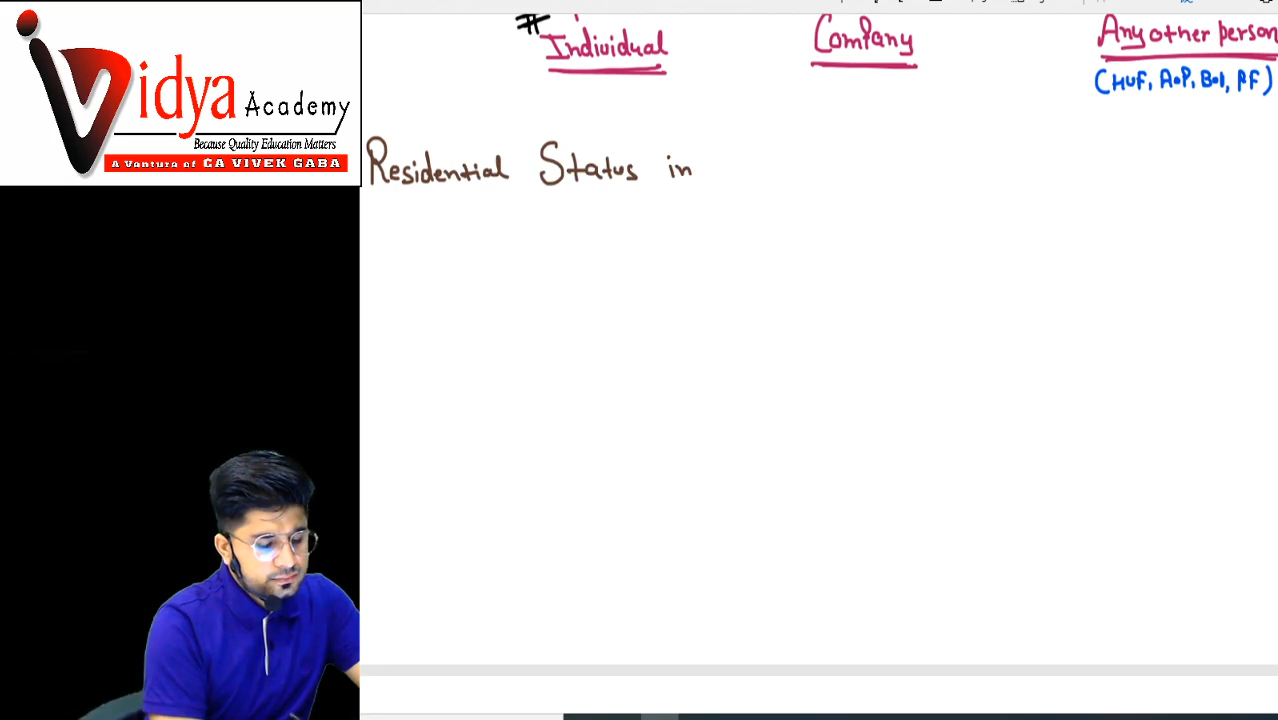 Vidya Academy
Because Quality Education Matters
A Ventura of CA VIVEK GABA
# Individual Company Any other person
(HUF, AOP, BOI, PF)
Residential Status in